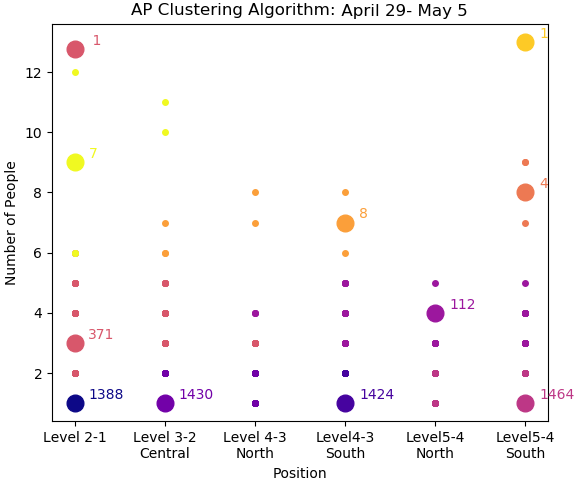 AP Clustering Algorithm: April 29- May 5
1
1
12
7
10
Number of People
8
4
8
6
112
4
371
2
1388
1430
1424
1464
Level 2-1
Level 3-2
Central
Level 4-3
North
Level4-3
South
Level5-4
North
Level5-4
South
Position